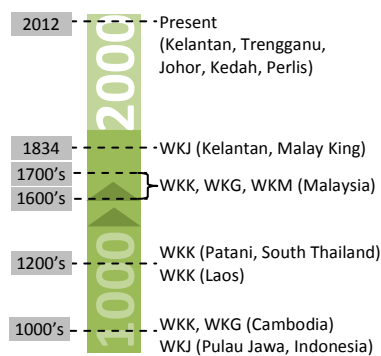 2012
Present
(Kelantan, Trengganu,
Johor, Kedah, Perlis)
2000
1834
WKJ (Kelantan, Malay King)
1700's
1600's
WKK, WKG, WKM (Malaysia)
1200's
WKK (Patani, South Thailand)
WKK (Laos)
1000
1000's
WKK, WKG (Cambodia)
WKJ (Pulau Jawa, Indonesia)